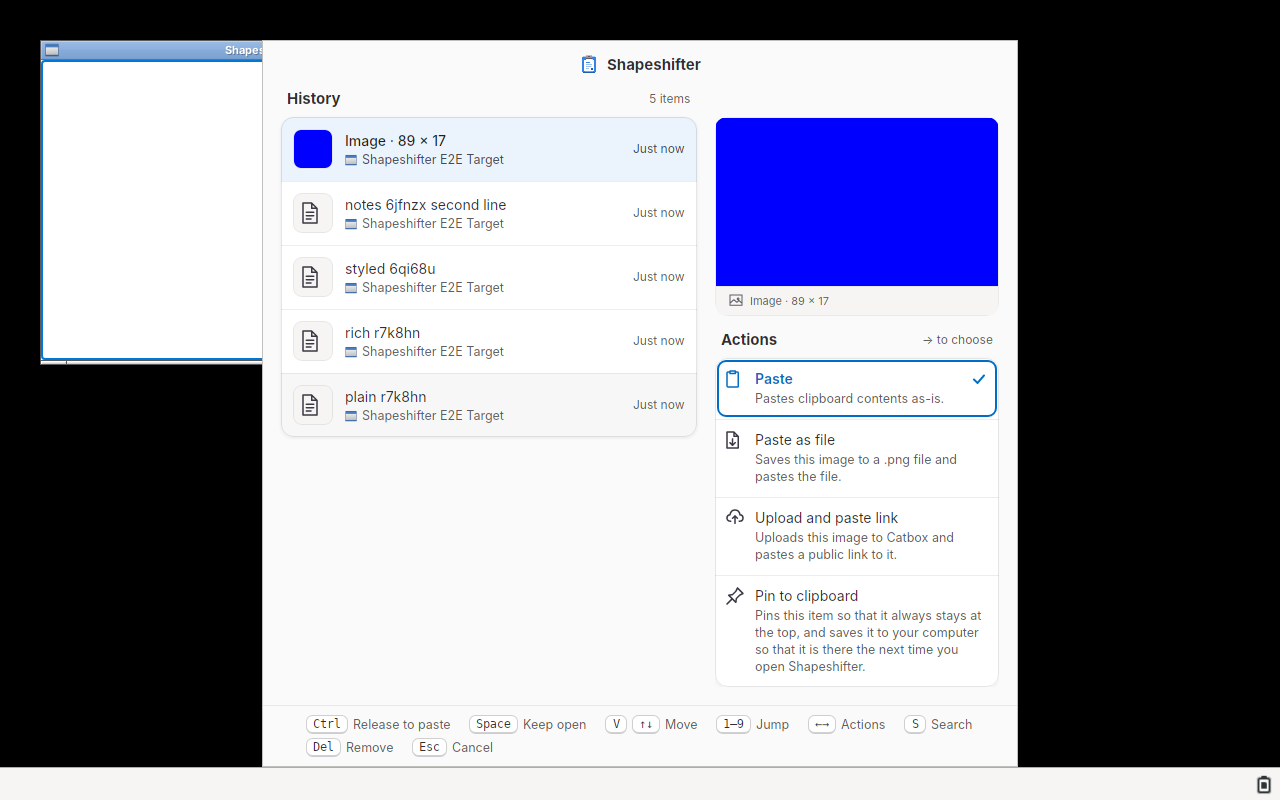 Shapes
Shapeshifter
History
5 items
Image · 89 × 17
Shapeshifter E2E Target
Just now
notes 6jfnzx second line
Shapeshifter E2E Target
Just now
styled 6qi68u
Shapeshifter E2E Target
Just now
rich r7k8hn
Shapeshifter E2E Target
Just now
plain r7k8hn
Shapeshifter E2E Target
Just now
Image · 89 × 17
Actions
→ to choose
Paste
Pastes clipboard contents as-is.
Paste as file
Saves this image to a .png file and
pastes the file.
Upload and paste link
Uploads this image to Catbox and
pastes a public link to it.
Pin to clipboard
Pins this item so that it always stays at
the top, and saves it to your computer
so that it is there the next time you
open Shapeshifter.
Ctrl Release to paste Space Keep open V ↑↓ Move 1–9 Jump ←→ Actions S Search
Del Remove Esc Cancel